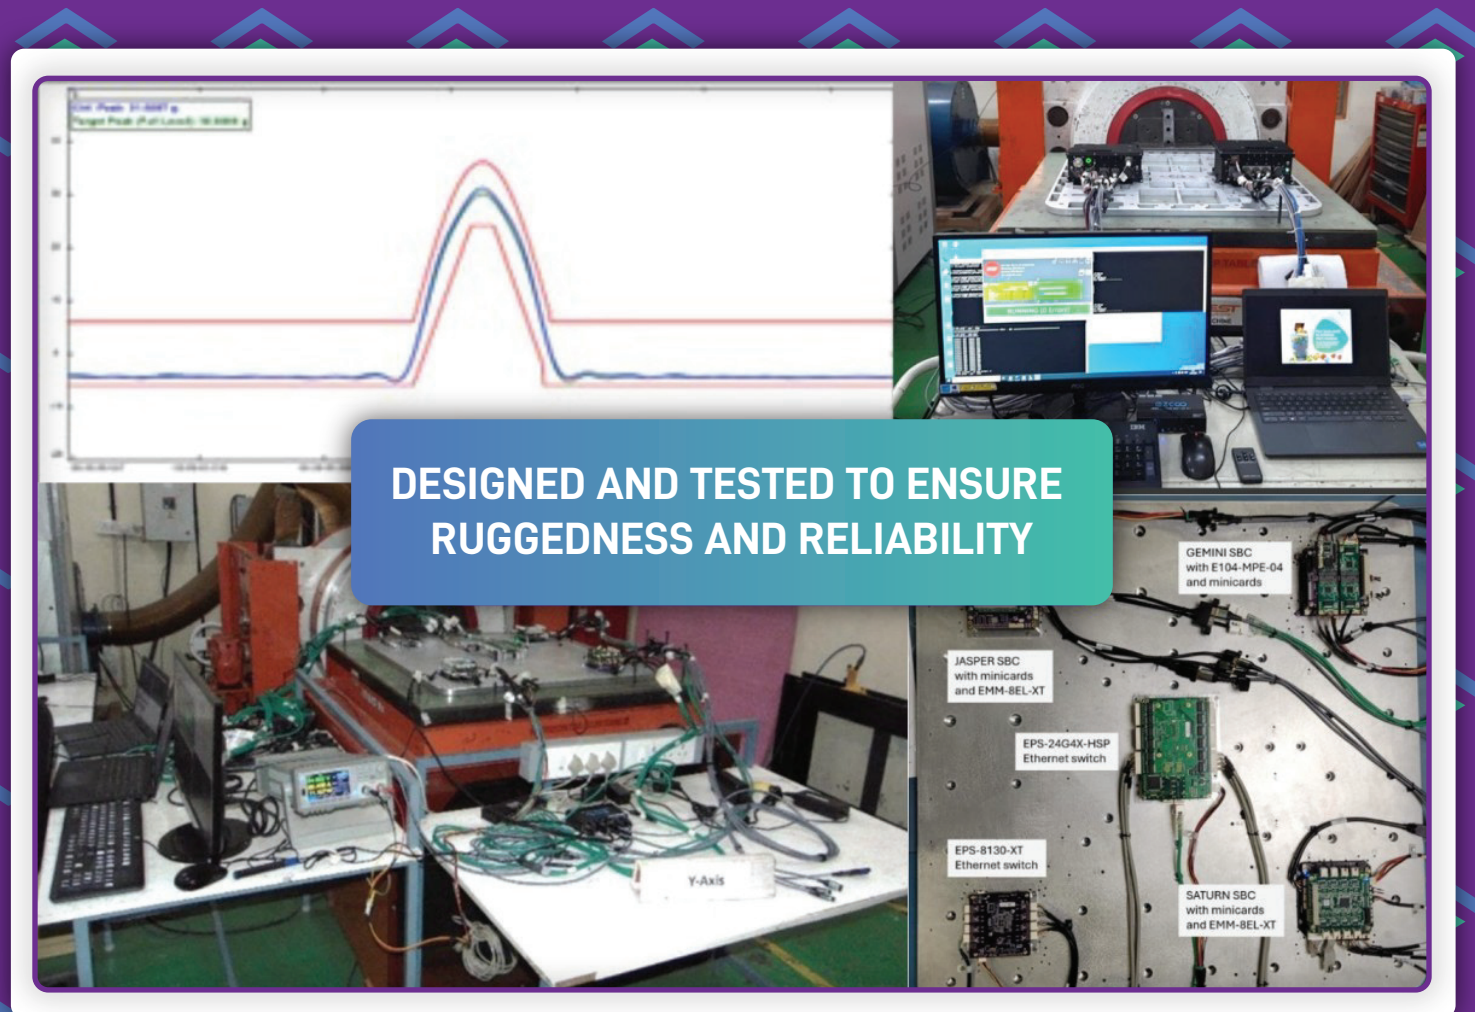 DESIGNED AND TESTED TO ENSURE
RUGGEDNESS AND RELIABILITY
GEMINI SBC
with E104-MPE-04
and minicards
JASPER SBC
with minicards
and EMM-8EL-XT
EPS-24G4X-HSP
Ethernet switch
EPS-8130-XT
Ethernet switch
SATURN SBC
with minicards
and EMM-8EL-XT
Y-Axis